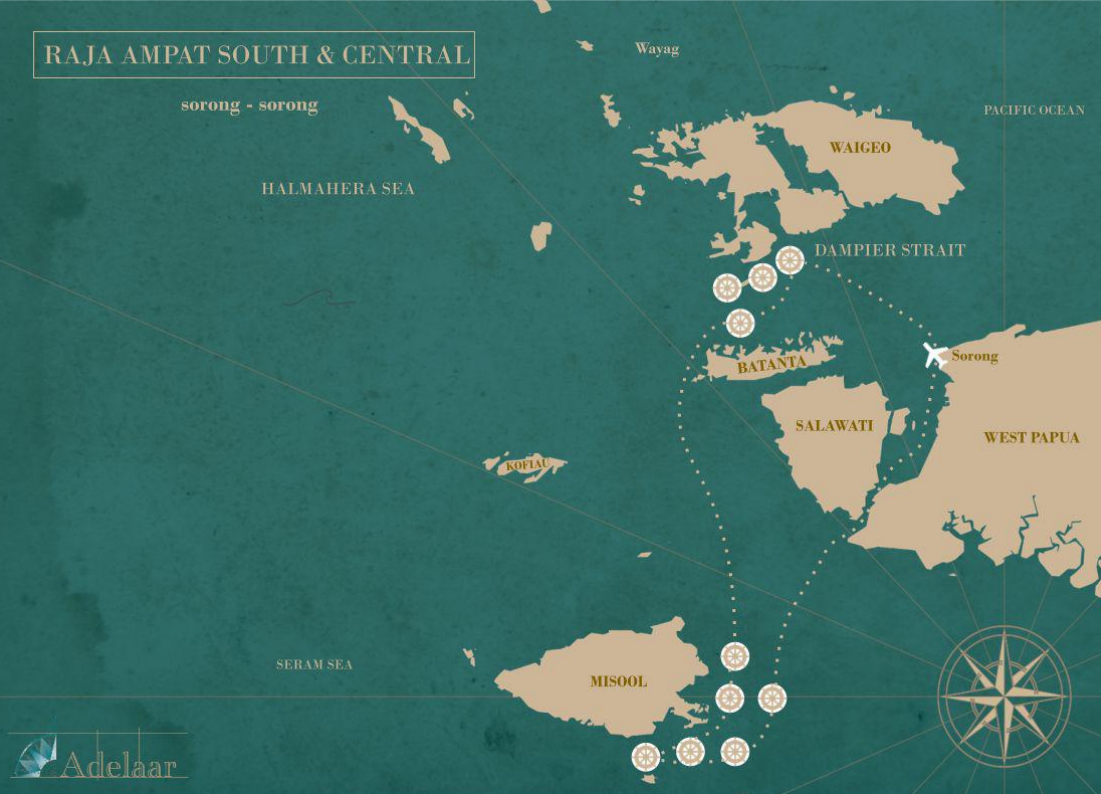 RAJA AMPAT SOUTH & CENTRAL
sorong - sorong
Wayag
PACIFIC OCEAN
WAIGEO
HALMAHERA SEA
DAMPIER STRAIT
Sorong
BATANTA
SALAWATI
WEST PAPUA
KOFIAU
SERAM SEA
MISOOL
Adelaar